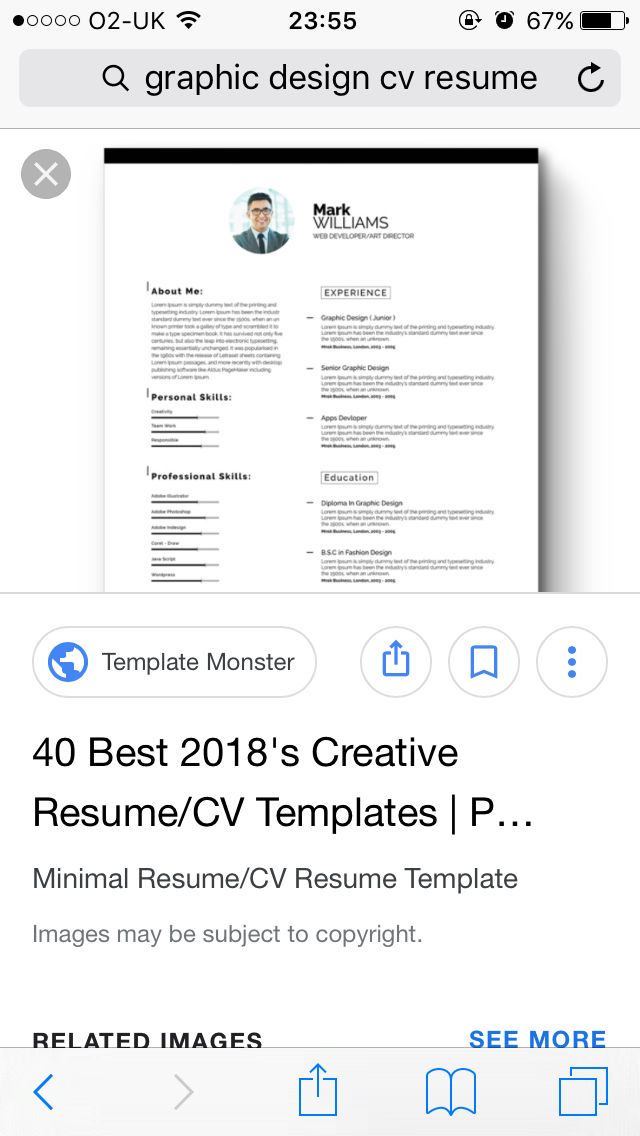 O2-UK 23:55 67%
graphic design cv resume
Mark
WILLIAMS
WEB DEVELOPER/ART DIRECTOR
About Me:
Lorem Ipsum is simply dummy text of the printing and
typesetting industry. Lorem Ipsum has been the industr
standard dummy text ever since the 1500s, when an un
known printer took a galley of type and scrambled it to
make a type specimen book. It has survived not only five
centuries, but also the leap into electronic typesetting,
remaining essentially unchanged. It was popularised in
the 1960s with the release of Letraset sheets containing
Lorem Ipsum passages, and more recently with desktop
publishing software like Aldus PageMaker including
versions of Lorem Ipsum
Personal Skills:
Creativity
Team Work
Responsible
Professional Skills:
Adobe Illustrator
Adobe Photoshop
Adobe Indesign
Corel - Draw
Java Script
Wordpress
EXPERIENCE
Graphic Design ( Junior )
Lorem Ipsum is simply dummy text of the printing and typesetting industry.
Lorem Ipsum has been the industry's standard dummy text ever since
the 1500s, when an unknown.
Mnsk Business, London, 2003 - 2005
Senior Graphic Design
Lorem Ipsum is simply dummy text of the printing and typesetting industry.
Lorem Ipsum has been the industry's standard dummy text ever since
the 1500s, when an unknown.
Mnsk Business, London, 2003 - 2005
Apps Devloper
Lorem Ipsum is simply dummy text of the printing and typesetting industry.
Lorem Ipsum has been the industry's standard dummy text ever since
the 1500s, when an unknown.
Mnsk Business, London, 2003 - 2005
Education
Diploma In Graphic Design
Lorem Ipsum is simply dummy text of the printing and typesetting industry.
Lorem Ipsum has been the industry's standard dummy text ever since
the 1500s, when an unknown.
Mnsk Business, London, 2003 - 2005
B.S.C in Fashion Design
Lorem Ipsum is simply dummy text of the printing and typesetting industry.
Lorem Ipsum has been the industry's standard dummy text ever since
the 1500s, when an unknown.
Mnsk Business, London, 2003 - 2005
Template Monster
40 Best 2018's Creative
Resume/CV Templates | P...
Minimal Resume/CV Resume Template
Images may be subject to copyright.
RELATED IMAGES SEE MORE